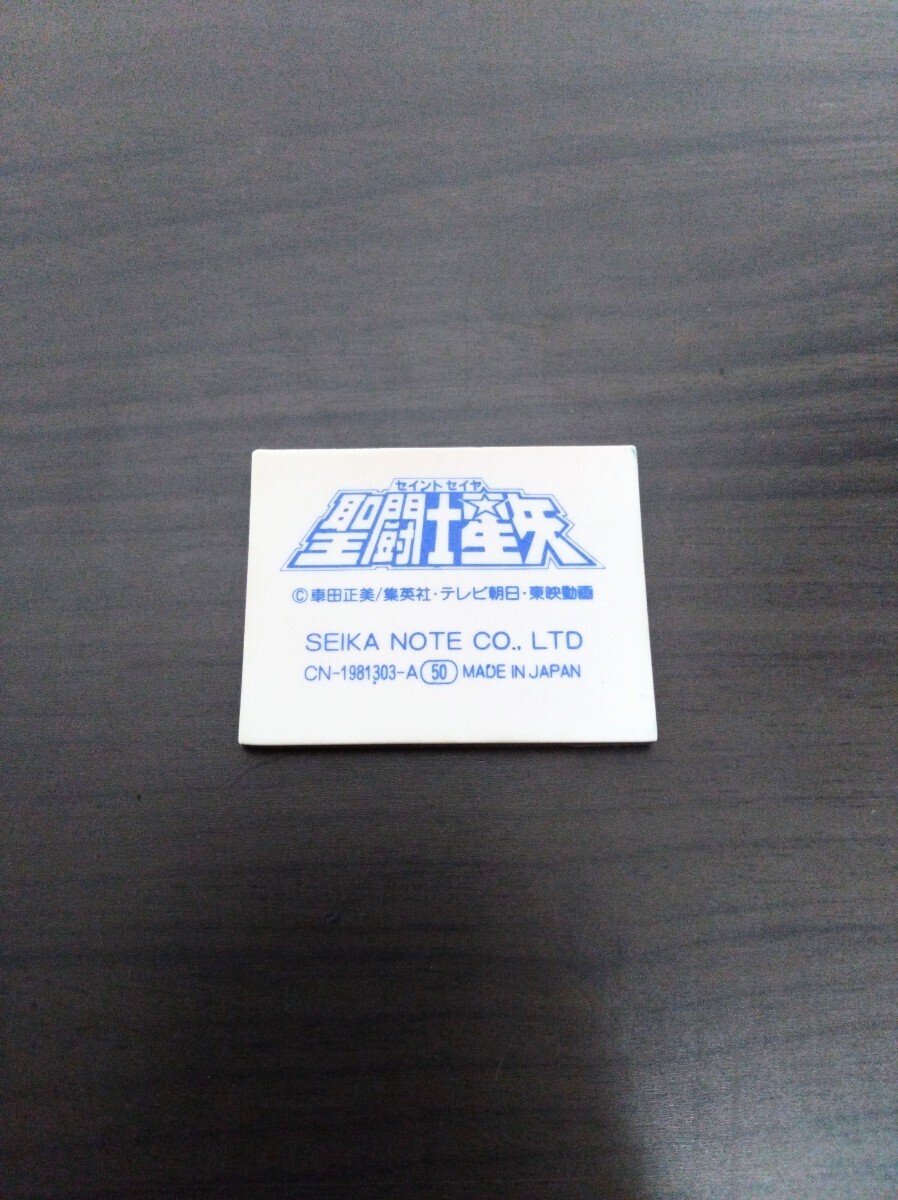 セイント セイヤ
聖闘士星矢
©車田正美/集英社・テレビ朝日・東映動画
SEIKA NOTE CO., LTD
CN-1981303-A 50 MADE IN JAPAN